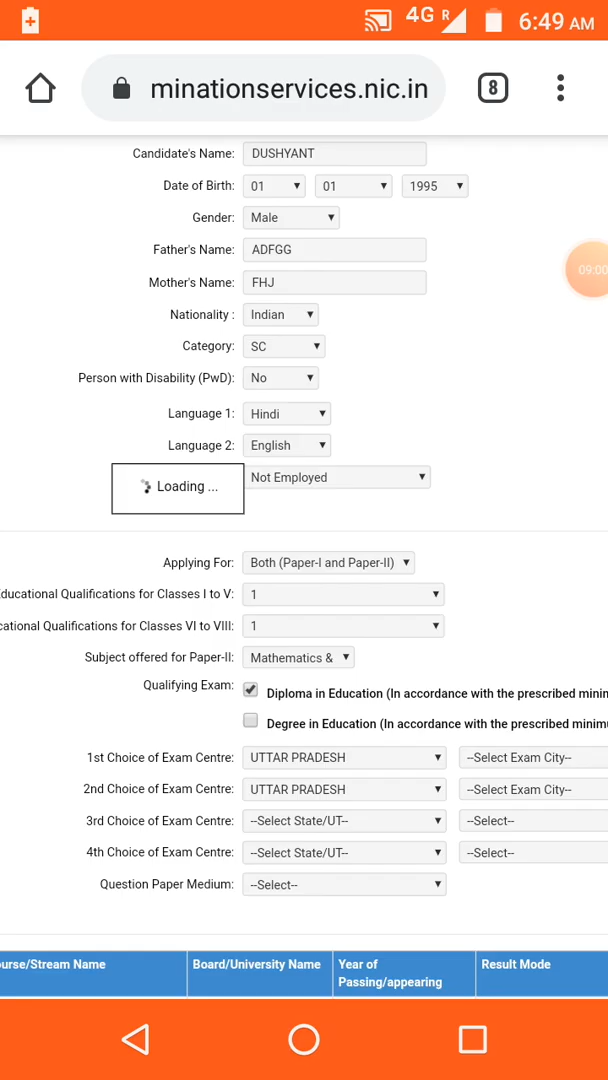 4G R 6:49 AM
minationservices.nic.in 8
Candidate's Name: DUSHYANT
Date of Birth: 01 01 1995
Gender: Male
09:00
Father's Name: ADFGG
Mother's Name: FHJ
Nationality : Indian
Category: SC
Person with Disability (PwD): No
Language 1: Hindi
Language 2: English
Loading ... Not Employed
Applying For: Both (Paper-I and Paper-II)
Educational Qualifications for Classes I to V: 1
cational Qualifications for Classes VI to VIII: 1
Subject offered for Paper-II: Mathematics &
Qualifying Exam: Diploma in Education (In accordance with the prescribed minin
Degree in Education (In accordance with the prescribed minim
1st Choice of Exam Centre: UTTAR PRADESH --Select Exam City--
2nd Choice of Exam Centre: UTTAR PRADESH --Select Exam City--
3rd Choice of Exam Centre: --Select State/UT-- --Select--
4th Choice of Exam Centre: --Select State/UT-- --Select--
Question Paper Medium: --Select--
urse/Stream Name Board/University Name Year of Result Mode
Passing/appearing